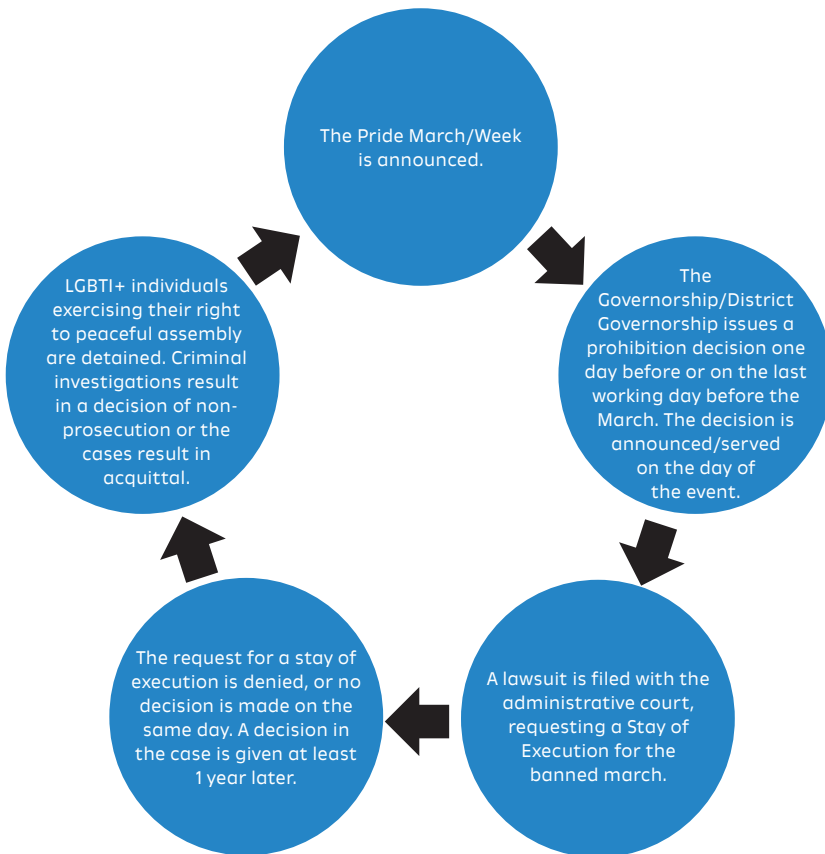 The Pride March/Week
is announced.
The
Governorship/District
Governorship issues a
prohibition decision one
day before or on the last
working day before the
March. The decision is
announced/served
on the day of
the event.
A lawsuit is filed with the
administrative court,
requesting a Stay of
Execution for the
banned march.
The request for a stay of
execution is denied, or no
decision is made on the
same day. A decision in
the case is given at least
1 year later.
LGBTI+ individuals
exercising their right
to peaceful assembly
are detained. Criminal
investigations result
in a decision of non-
prosecution or the
cases result in
acquittal.